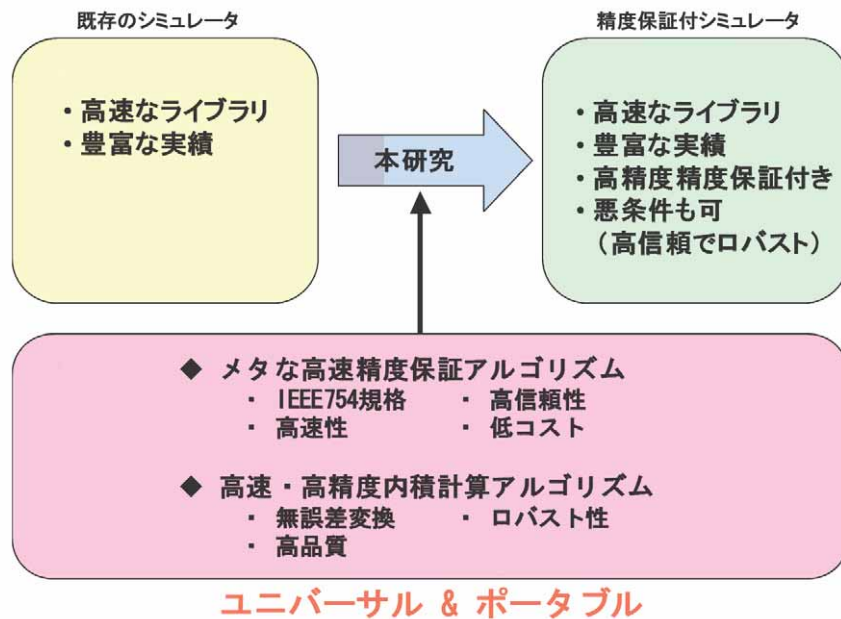 既存のシミュレータ
・高速なライブラリ
・豊富な実績
本研究
精度保証付シミュレータ
・高速なライブラリ
・豊富な実績
・高精度精度保証付き
・悪条件も可
（高信頼でロバスト）
◆ メタな高速精度保証アルゴリズム
・ IEEE754規格 ・ 高信頼性
・ 高速性 ・ 低コスト
◆ 高速・高精度内積計算アルゴリズム
・ 無誤差変換 ・ ロバスト性
・ 高品質
ユニバーサル & ポータブル